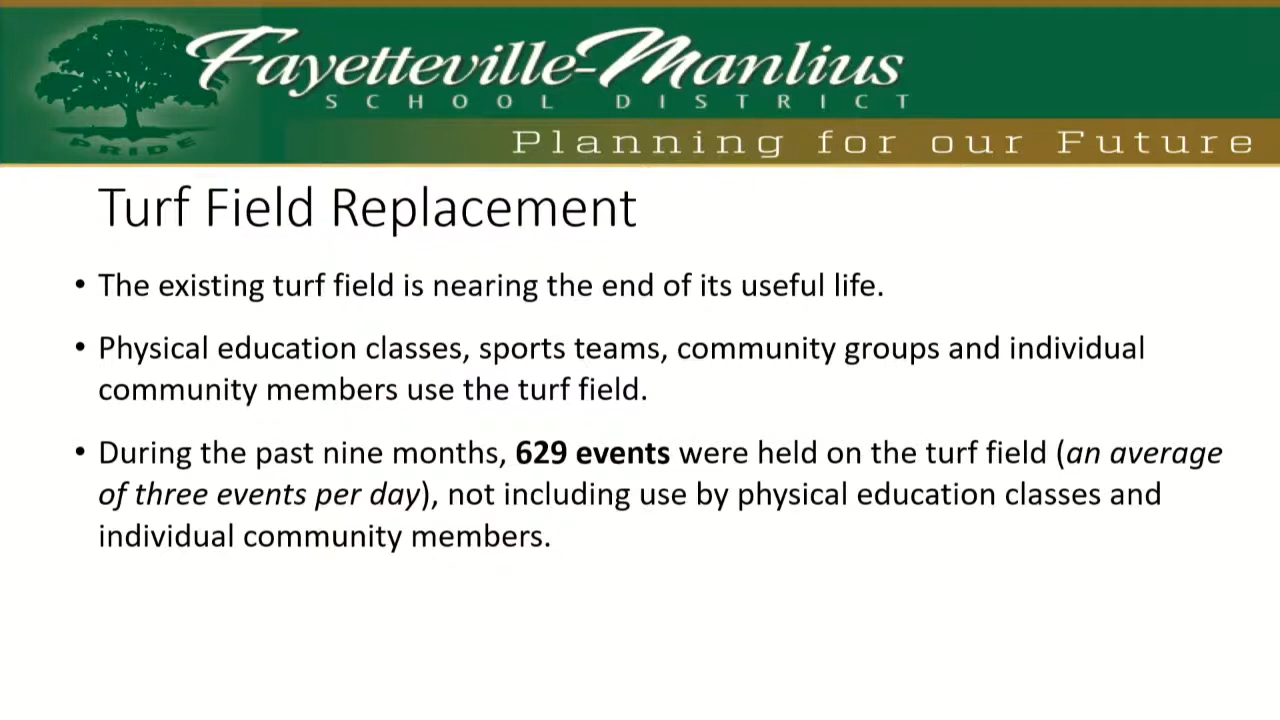 Fayetteville-Manlius
SCHOOL DISTRICT
PRIDE
Planning for our Future
Turf Field Replacement
• The existing turf field is nearing the end of its useful life.
• Physical education classes, sports teams, community groups and individual
community members use the turf field.
• During the past nine months, 629 events were held on the turf field (an average
of three events per day), not including use by physical education classes and
individual community members.